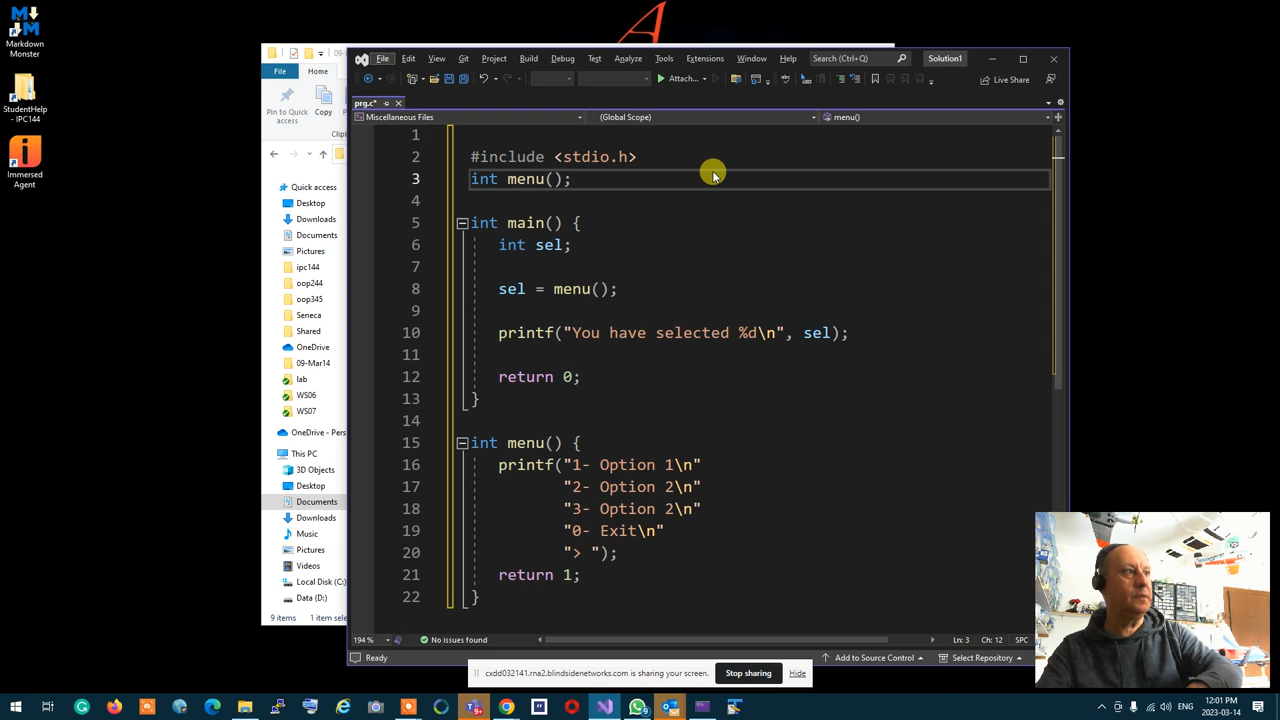 Markdown
Monster
StudentHelp
- IPC144
Immersed
Agent
09-
File
Home
Pin to Quick
access
Copy
Clipb
Quick access
Desktop
Downloads
Documents
Pictures
ipc144
oop244
oop345
Seneca
Shared
OneDrive
09-Mar14
lab
WS06
WS07
OneDrive - Pers
This PC
3D Objects
Desktop
Documents
Downloads
Music
Pictures
Videos
Local Disk (C:)
Data (D:)
9 items 1 item sele
File Edit View Git Project Build Debug Test Analyze Tools Extensions Window Help Search (Ctrl+Q) Solution1
Attach... Live Share
prg.c*
Miscellaneous Files (Global Scope) menu()
1
2 #include <stdio.h>
3 int menu();
4
5 int main() {
6 int sel;
7
8 sel = menu();
9
10 printf("You have selected %d\n", sel);
11
12 return 0;
13 }
14
15 int menu() {
16 printf("1- Option 1\n"
17 "2- Option 2\n"
18 "3- Option 2\n"
19 "0- Exit\n"
20 "> ");
21 return 1;
22 }
194 % No issues found Ln: 3 Ch: 12 SPC
Ready Add to Source Control Select Repository
cxdd032141.rna2.blindsidenetworks.com is sharing your screen. Stop sharing Hide
ENG 12:01 PM
2023-03-14